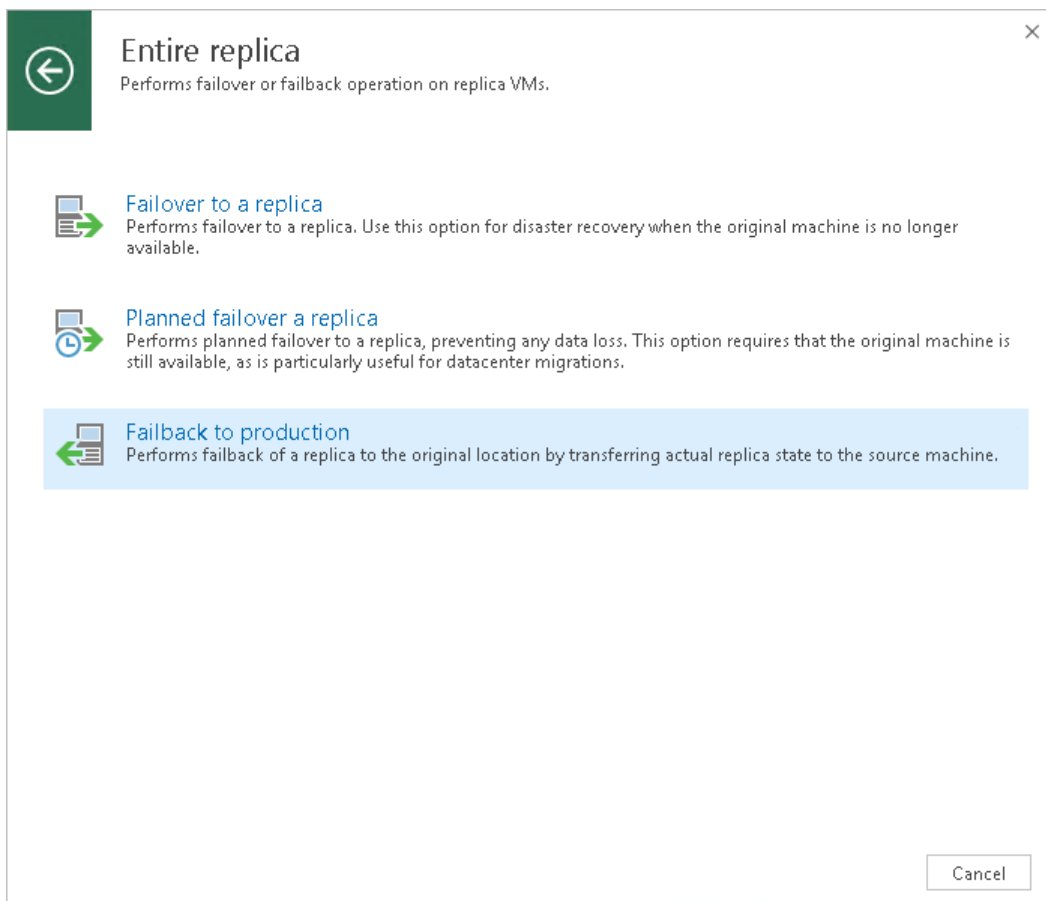 Entire replica
Performs failover or failback operation on replica VMs.
Failover to a replica
Performs failover to a replica. Use this option for disaster recovery when the original machine is no longer
available.
Planned failover a replica
Performs planned failover to a replica, preventing any data loss. This option requires that the original machine is
still available, as is particularly useful for datacenter migrations.
Failback to production
Performs failback of a replica to the original location by transferring actual replica state to the source machine.
Cancel